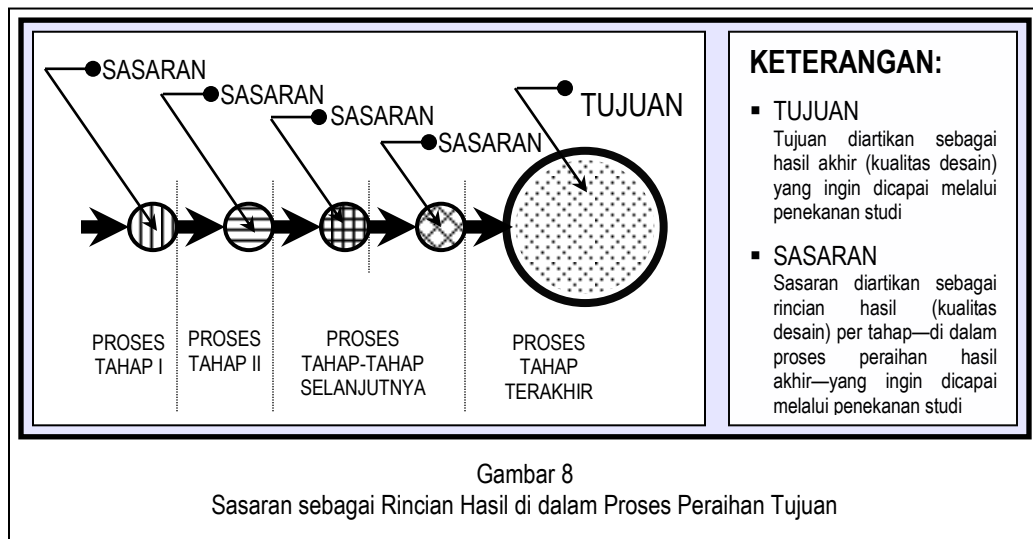 SASARAN
SASARAN
SASARAN
SASARAN
TUJUAN
PROSES
TAHAP I
PROSES
TAHAP II
PROSES
TAHAP-TAHAP
SELANJUTNYA
PROSES
TAHAP
TERAKHIR
KETERANGAN:
▪ TUJUAN
Tujuan diartikan sebagai
hasil akhir (kualitas desain)
yang ingin dicapai melalui
penekanan studi
▪ SASARAN
Sasaran diartikan sebagai
rincian hasil (kualitas
desain) per tahap—di dalam
proses peraihan hasil
akhir—yang ingin dicapai
melalui penekanan studi
Gambar 8
Sasaran sebagai Rincian Hasil di dalam Proses Peraihan Tujuan